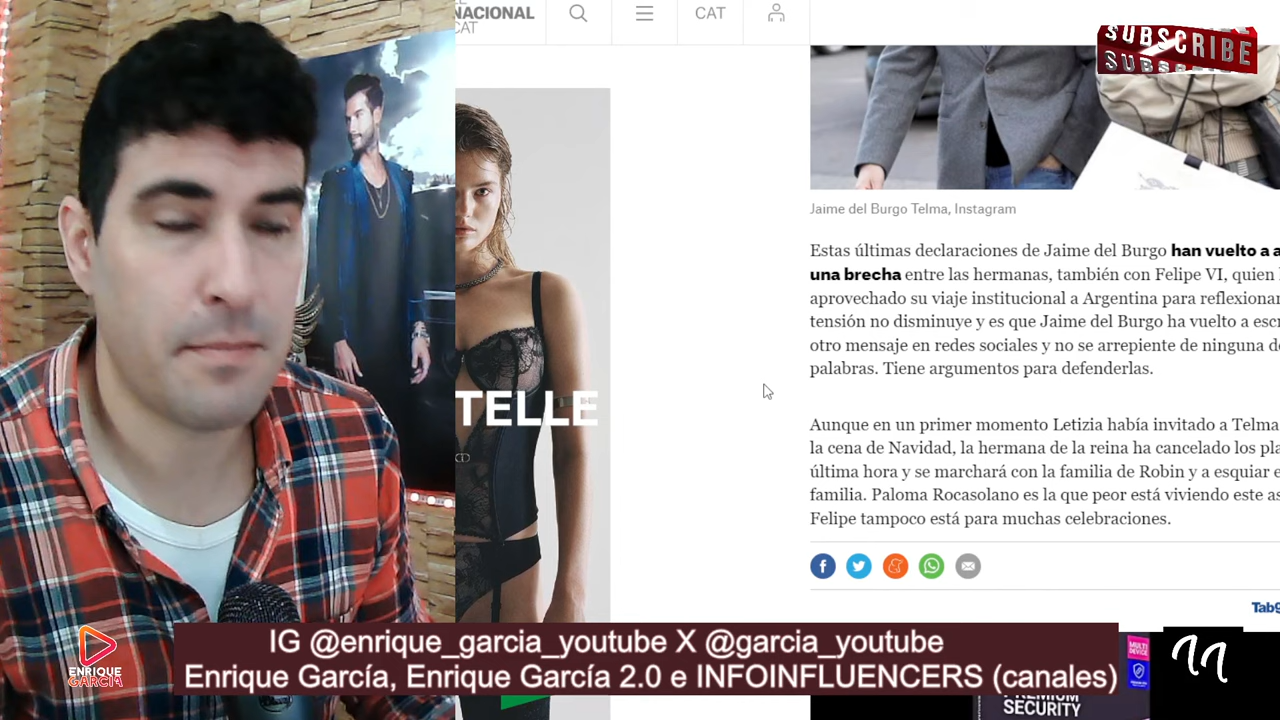 NACIONAL
CAT
CAT
SUBSCRIBE
Jaime del Burgo Telma, Instagram
Estas últimas declaraciones de Jaime del Burgo han vuelto a a
una brecha entre las hermanas, también con Felipe VI, quien
aprovechado su viaje institucional a Argentina para reflexionar
tensión no disminuye y es que Jaime del Burgo ha vuelto a esc
otro mensaje en redes sociales y no se arrepiente de ninguna d
palabras. Tiene argumentos para defenderlas.
Aunque en un primer momento Letizia había invitado a Telma
la cena de Navidad, la hermana de la reina ha cancelado los pla
última hora y se marchará con la familia de Robin y a esquiar e
familia. Paloma Rocasolano es la que peor está viviendo este as
Felipe tampoco está para muchas celebraciones.
TELLE
Tab
IG @enrique_garcia_youtube X @garcia_youtube
Enrique García, Enrique García 2.0 e INFOINFLUENCERS (canales)
ENRIQUE
GARCÍA
MULTI
DEVICE
PREMIUM
SECURITY